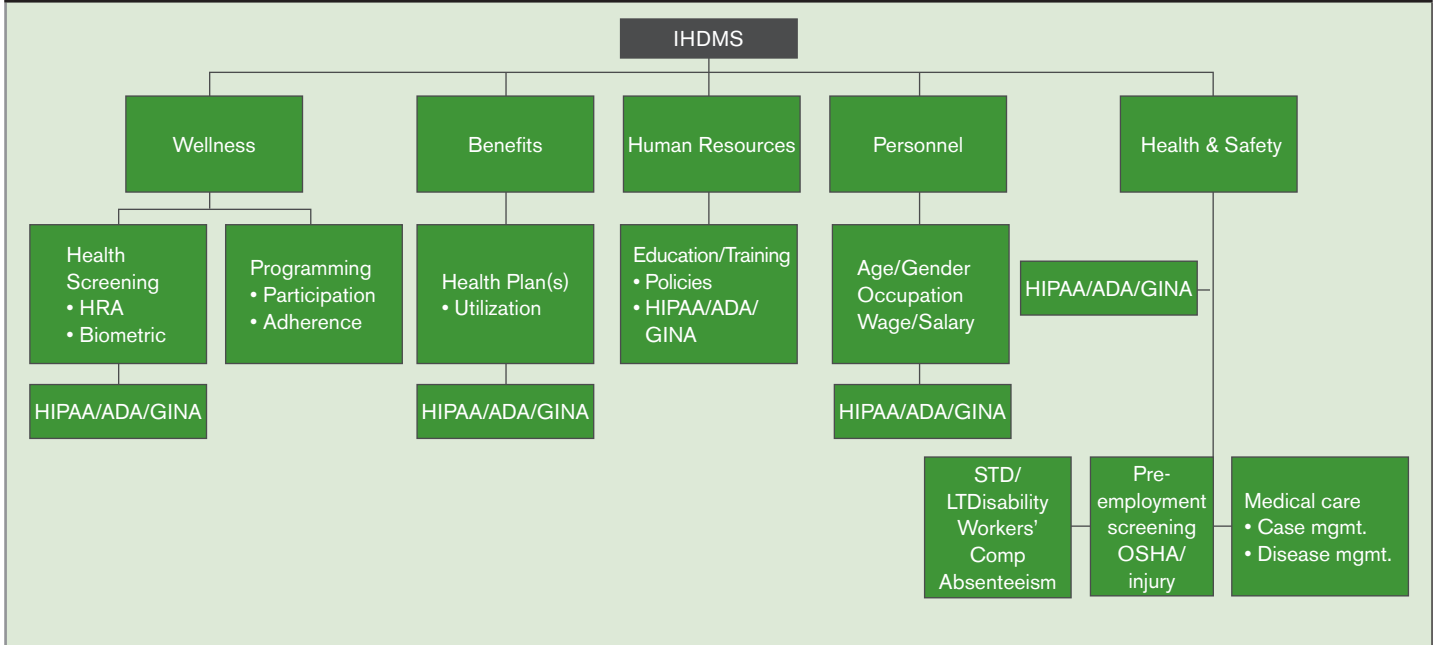 IHDMS
Wellness
Benefits
Human Resources
Personnel
Health & Safety
Health
Screening
• HRA
• Biometric
Programming
• Participation
• Adherence
Health Plan(s)
• Utilization
Education/Training
• Policies
• HIPAA/ADA/
GINA
Age/Gender
Occupation
Wage/Salary
HIPAA/ADA/GINA
HIPAA/ADA/GINA
HIPAA/ADA/GINA
HIPAA/ADA/GINA
STD/
LTDisability
Workers'
Comp
Absenteeism
Pre-
employment
screening
OSHA/
injury
Medical care
• Case mgmt.
• Disease mgmt.